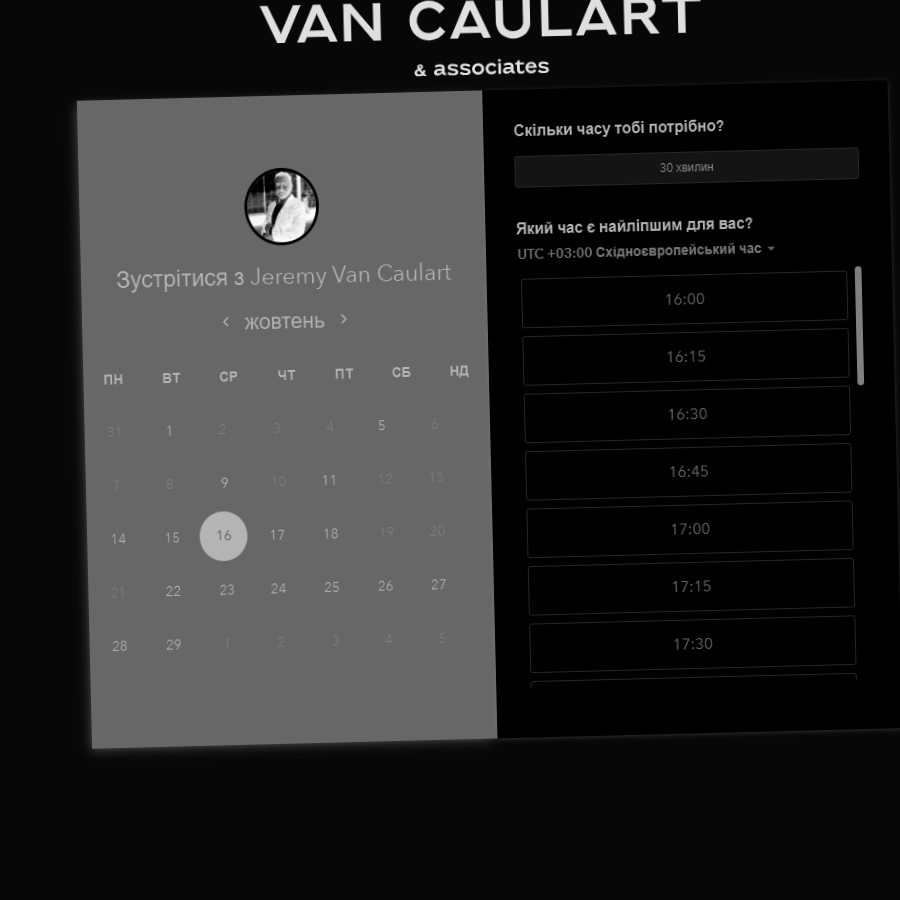 VAN CAULART
& associates
Зустрітися з Jeremy Van Caulart
жовтень
ПН ВТ СР ЧТ ПТ СБ НД
31 1 2 3 4 5 6
7 8 9 10 11 12 13
14 15 16 17 18 19 20
21 22 23 24 25 26 27
28 29 1 2 3 4 5
Скільки часу тобі потрібно?
30 хвилин
Який час є найліпшим для вас?
UTC +03:00 Східноєвропейський час
16:00
16:15
16:30
16:45
17:00
17:15
17:30